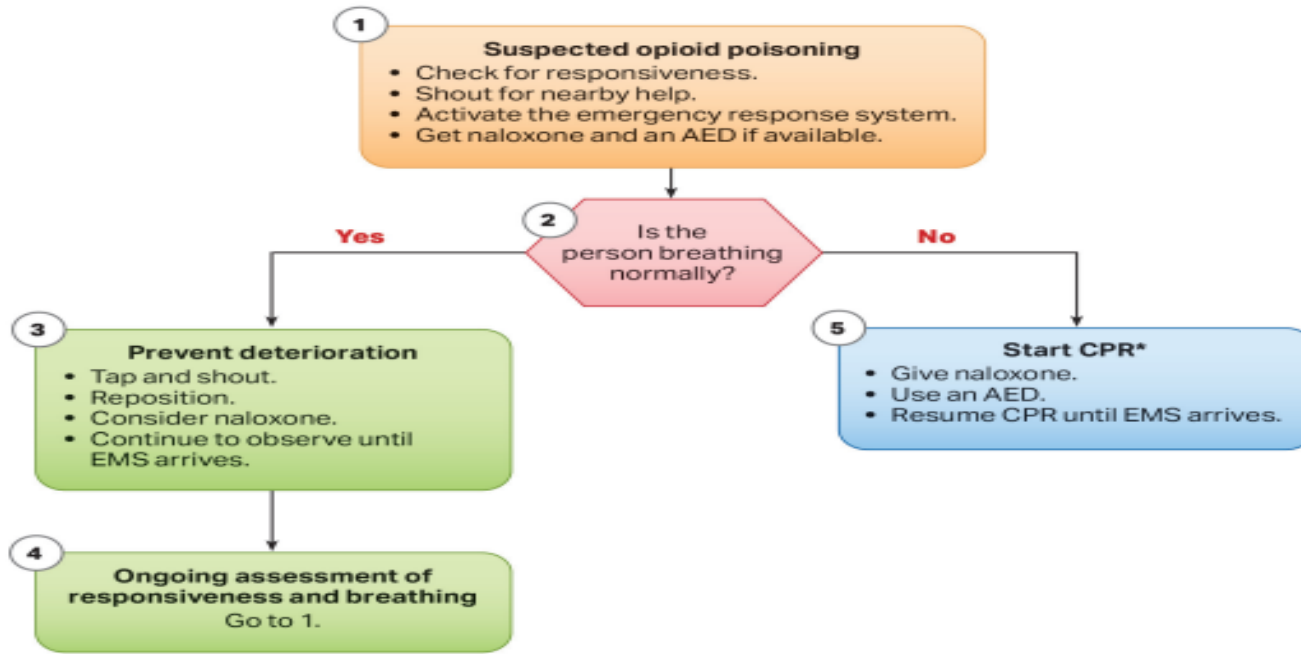 1
Suspected opioid poisoning
• Check for responsiveness.
• Shout for nearby help.
• Activate the emergency response system.
• Get naloxone and an AED if available.
2
Is the
person breathing
normally?
Yes
No
3
Prevent deterioration
• Tap and shout.
• Reposition.
• Consider naloxone.
• Continue to observe until
EMS arrives.
4
Ongoing assessment of
responsiveness and breathing
Go to 1.
5
Start CPR*
• Give naloxone.
• Use an AED.
• Resume CPR until EMS arrives.